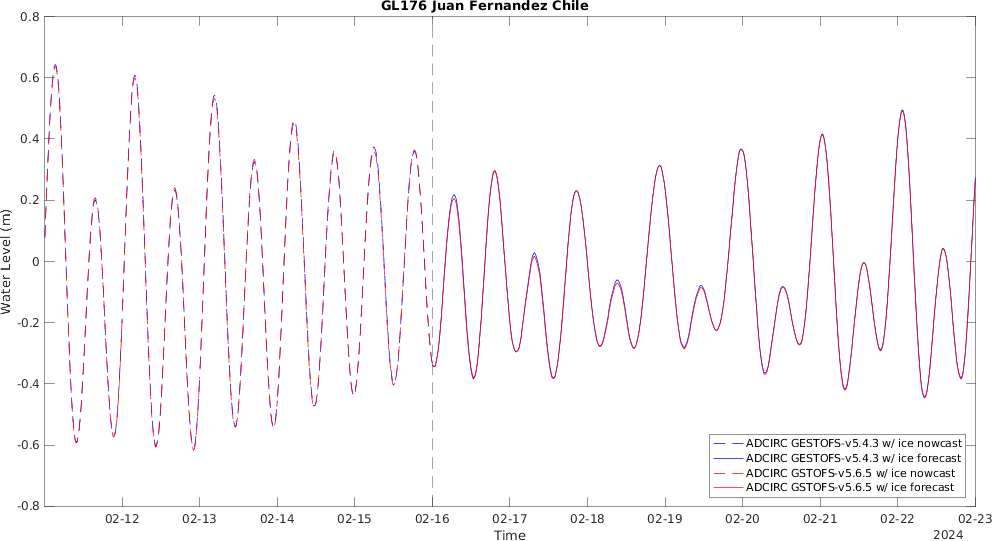 GL176 Juan Fernandez Chile
0.8
0.6
0.4
0.2
0
-0.2
-0.4
-0.6
-0.8
Water Level (m)
ADCIRC GESTOFS-v5.4.3 w/ ice nowcast
ADCIRC GESTOFS-v5.4.3 w/ ice forecast
ADCIRC GSTOFS-v5.6.5 w/ ice nowcast
ADCIRC GSTOFS-v5.6.5 w/ ice forecast
02-12 02-13 02-14 02-15 02-16 02-17 02-18 02-19 02-20 02-21 02-22 02-23
Time
2024